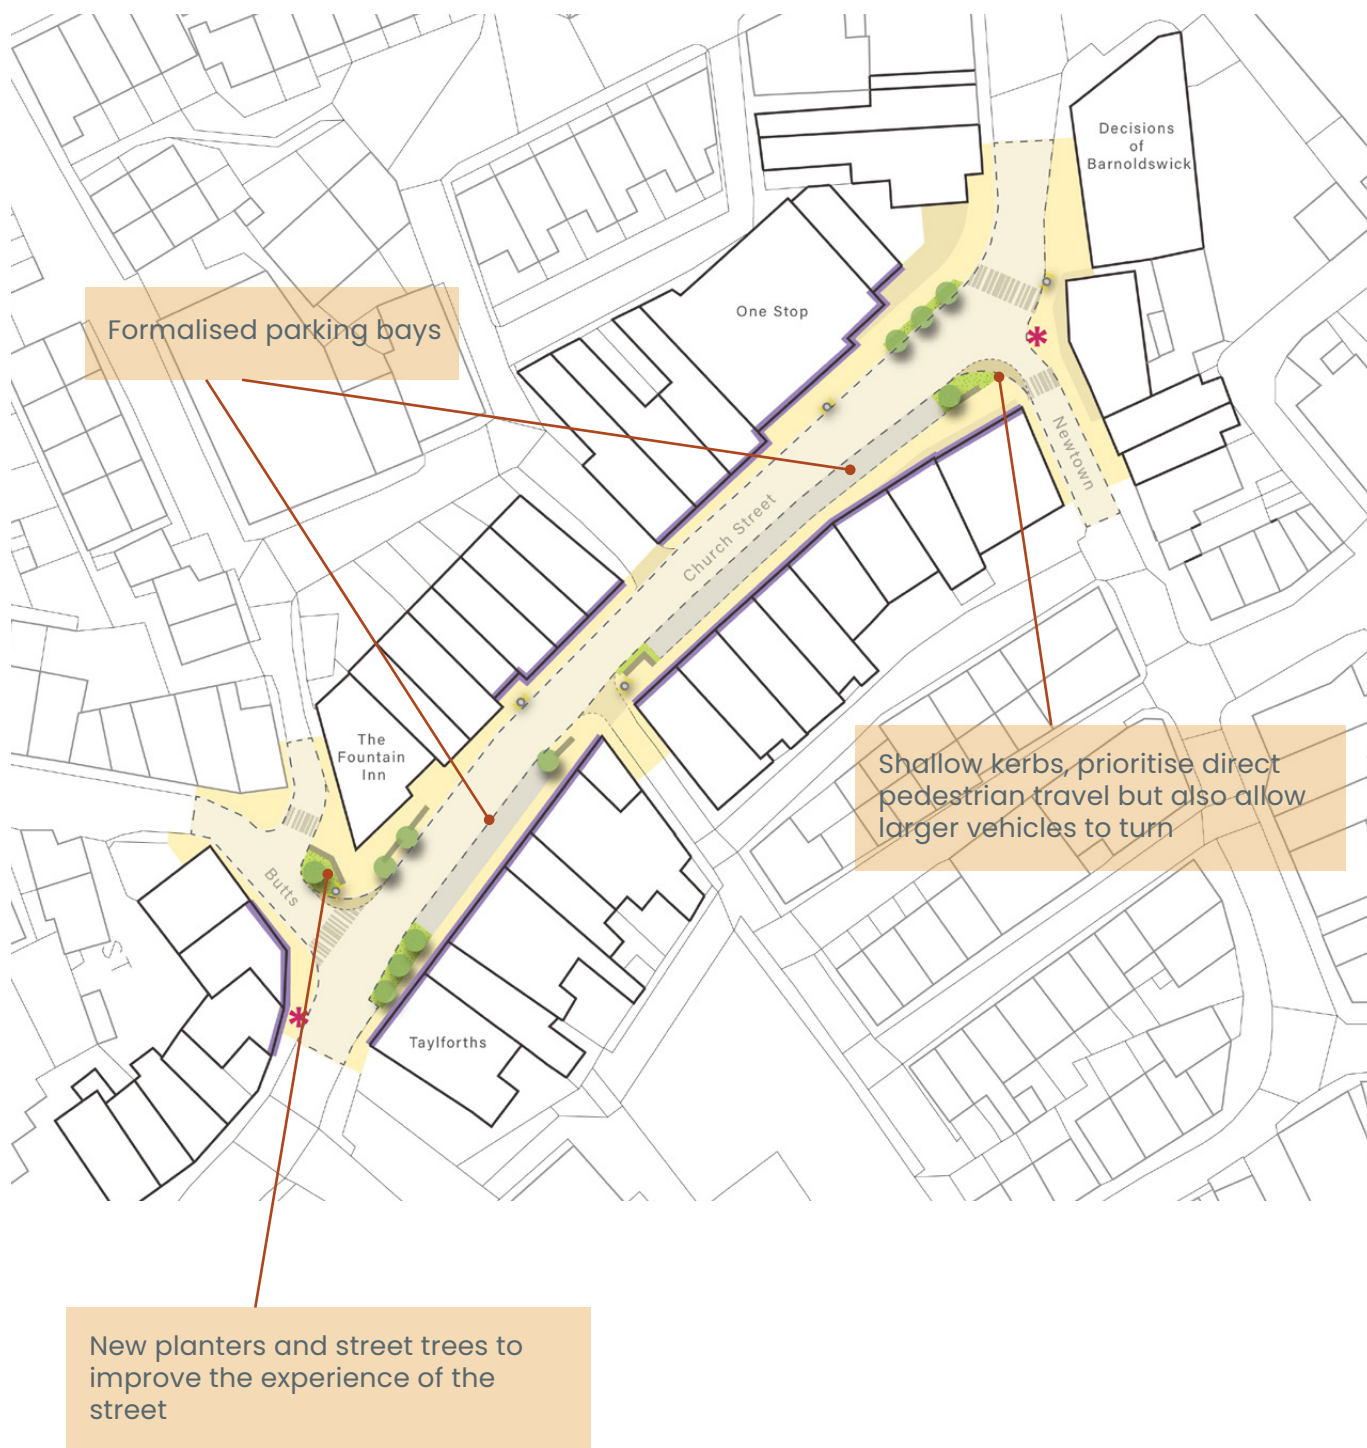 Decisions
of
Barnoldswick
One Stop
Formalised parking bays
Newtown
Church Street
The
Fountain
Inn
Shallow kerbs, prioritise direct
pedestrian travel but also allow
larger vehicles to turn
Butts
Taylforths
New planters and street trees to
improve the experience of the
street